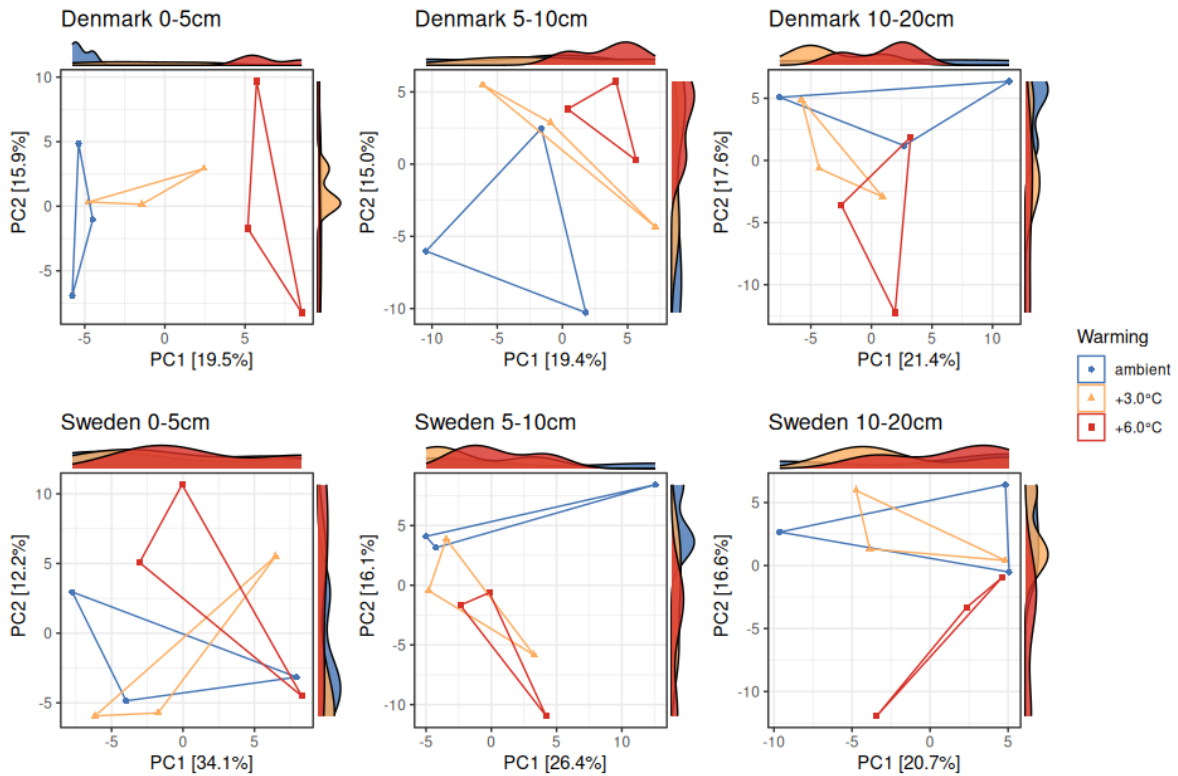 Denmark 0-5cm
10
5
0
-5
-5
0
5
PC1 [19.5%]
PC2 [15.9%]
Denmark 5-10cm
5
0
-5
-10
-10
-5
0
5
PC1 [19.4%]
PC2 [15.0%]
Denmark 10-20cm
5
0
-5
-10
-5
0
5
10
PC1 [21.4%]
PC2 [17.6%]
Warming
ambient
+3.0°C
+6.0°C
Sweden 0-5cm
10
5
0
-5
-5
0
5
PC1 [34.1%]
PC2 [12.2%]
Sweden 5-10cm
5
0
-5
-10
-5
0
5
10
PC1 [26.4%]
PC2 [16.1%]
Sweden 10-20cm
5
0
-5
-10
-10
-5
0
5
PC1 [20.7%]
PC2 [16.6%]